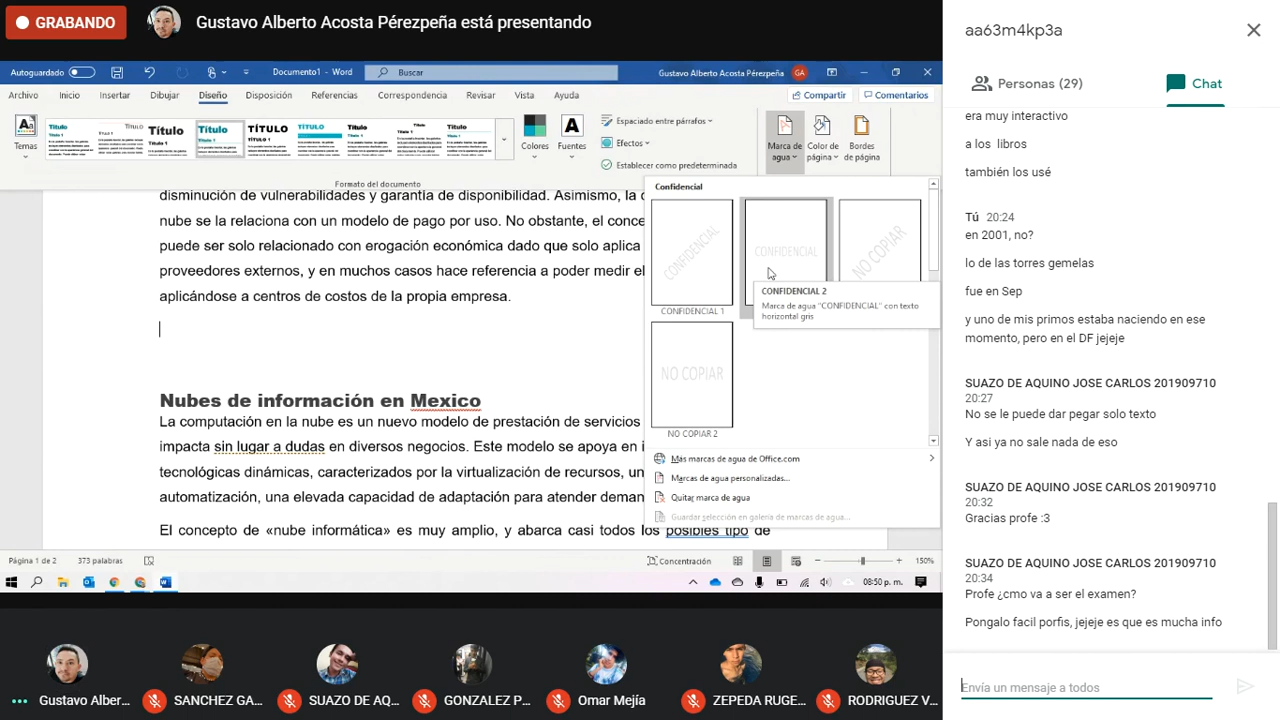 GRABANDO
Gustavo Alberto Acosta Pérezpeña está presentando
Autoguardado
Documento1 - Word
Buscar
Gustavo Alberto Acosta Pérezpeña
GA
Archivo Inicio Insertar Dibujar Diseño Disposición Referencias Correspondencia Revisar Vista Ayuda
Compartir
Comentarios
Temas
Título Título Título Título TÍTULO TÍTULO Título Título Título
Colores
Fuentes
Espaciado entre párrafos
Efectos
Establecer como predeterminada
Marca de agua
Color de página
Bordes de página
Formato del documento
disminución de vulnerabilidades y garantía de disponibilidad. Asimismo, la
nube se la relaciona con un modelo de pago por uso. No obstante, el conce
puede ser solo relacionado con erogación económica dado que solo aplica
proveedores externos, y en muchos casos hace referencia a poder medir el
aplicándose a centros de costos de la propia empresa.
Nubes de información en Mexico
La computación en la nube es un nuevo modelo de prestación de servicios
impacta sin lugar a dudas en diversos negocios. Este modelo se apoya en i
tecnológicas dinámicas, caracterizados por la virtualización de recursos, un
automatización, una elevada capacidad de adaptación para atender deman
El concepto de «nube informática» es muy amplio, y abarca casi todos los posibles tipo de
Confidencial
CONFIDENCIAL
CONFIDENCIAL
NO COPIAR
CONFIDENCIAL 1
CONFIDENCIAL 2
Marca de agua "CONFIDENCIAL" con texto
horizontal gris
NO COPIAR
NO COPIAR 2
Más marcas de agua de Office.com
Marcas de agua personalizadas...
Quitar marca de agua
Guardar selección en galería de marcas de agua...
Página 1 de 2
373 palabras
Concentración
150%
08:50 p. m.
Gustavo Alber...
SANCHEZ GA...
SUAZO DE AQ...
GONZALEZ P...
Omar Mejía
ZEPEDA RUGE...
RODRIGUEZ V...
aa63m4kp3a
Personas (29)
Chat
era muy interactivo
a los libros
también los usé
Tú 20:24
en 2001, no?
lo de las torres gemelas
fue en Sep
y uno de mis primos estaba naciendo en ese
momento, pero en el DF jejeje
SUAZO DE AQUINO JOSE CARLOS 201909710
20:27
No se le puede dar pegar solo texto
Y asi ya no sale nada de eso
SUAZO DE AQUINO JOSE CARLOS 201909710
20:32
Gracias profe :3
SUAZO DE AQUINO JOSE CARLOS 201909710
20:34
Profe ¿cmo va a ser el examen?
Pongalo facil porfis, jejeje es que es mucha info
Envía un mensaje a todos